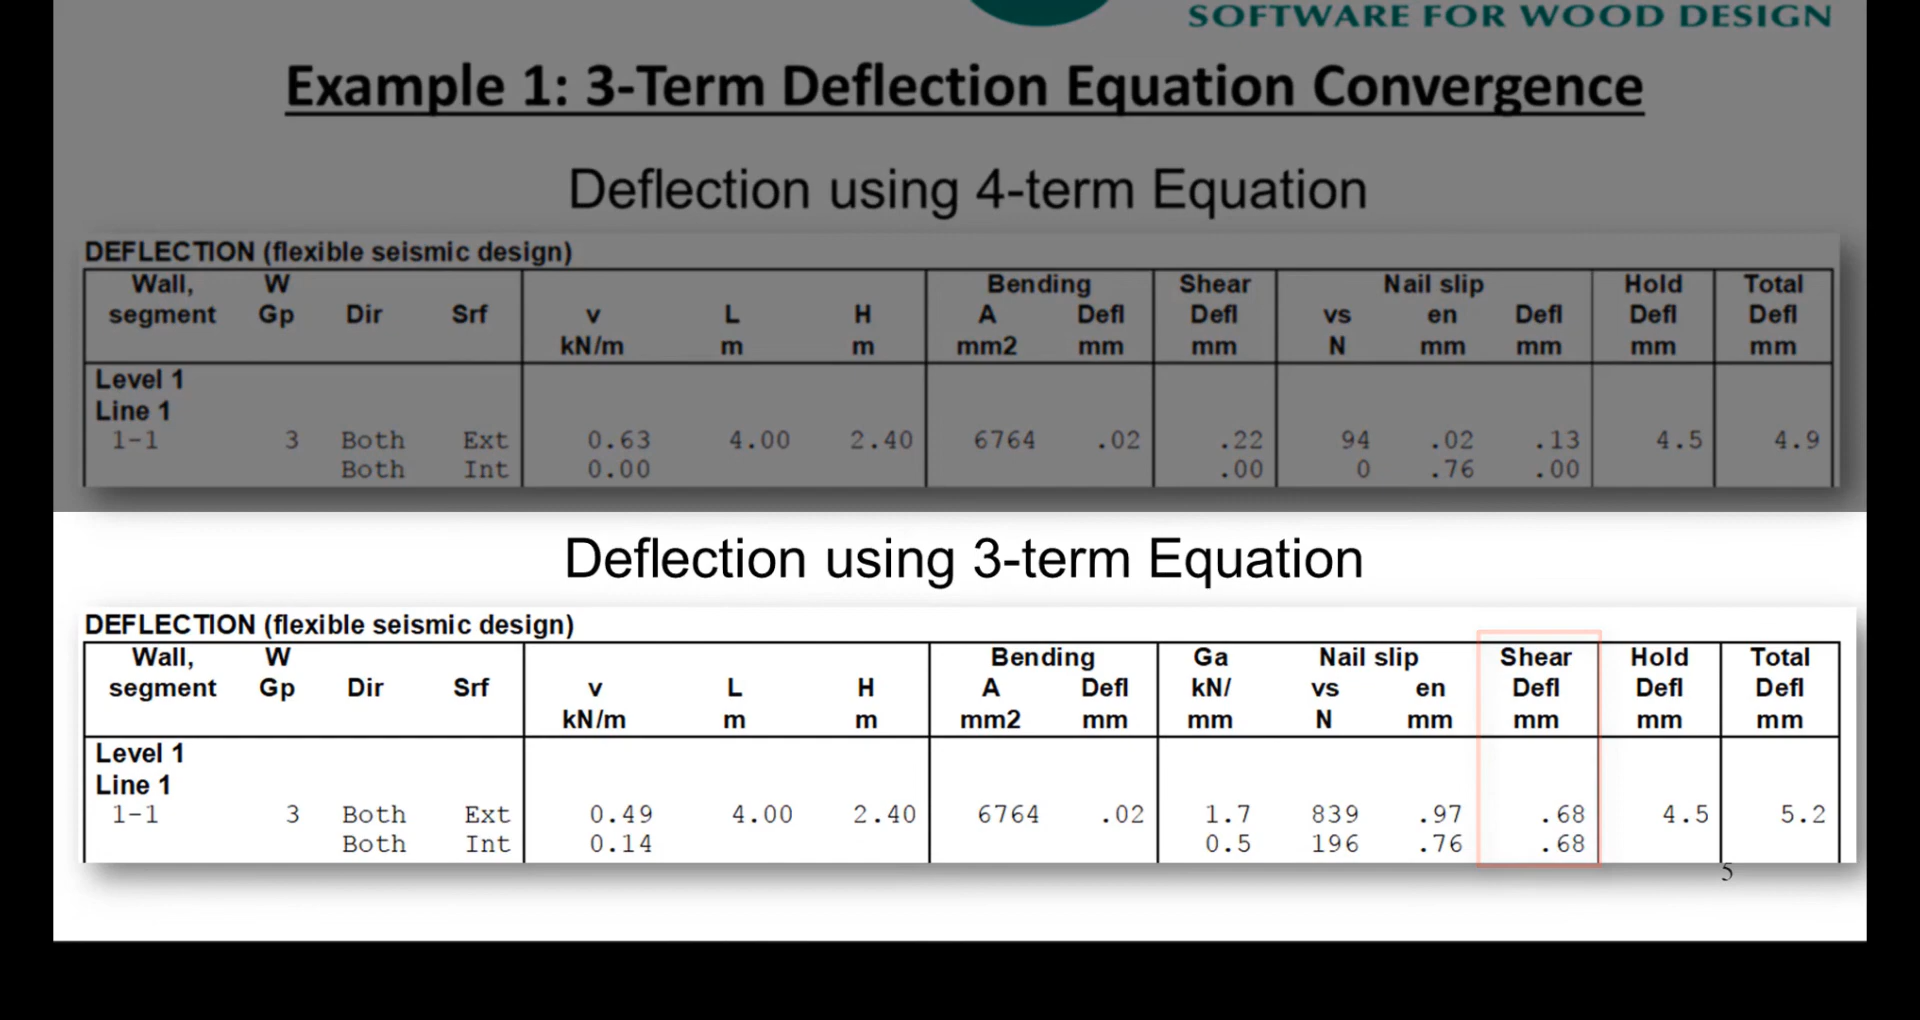 SOFTWARE FOR WOOD DESIGN
Example 1: 3-Term Deflection Equation Convergence
Deflection using 4-term Equation
DEFLECTION (flexible seismic design)
Wall, W Bending Shear Nail slip Hold Total
segment Gp Dir Srf v L H A Defl Defl vs en Defl Defl Defl
kN/m m m mm2 mm mm N mm mm mm mm
Level 1
Line 1
1-1 3 Both Ext 0.63 4.00 2.40 6764 .02 .22 94 .02 .13 4.5 4.9
Both Int 0.00 .00 0 .76 .00
Deflection using 3-term Equation
DEFLECTION (flexible seismic design)
Wall, W Bending Ga Nail slip Shear Hold Total
segment Gp Dir Srf v L H A Defl kN/ vs en Defl Defl Defl
kN/m m m mm2 mm mm N mm mm mm mm
Level 1
Line 1
1-1 3 Both Ext 0.49 4.00 2.40 6764 .02 1.7 839 .97 .68 4.5 5.2
Both Int 0.14 0.5 196 .76 .68
5